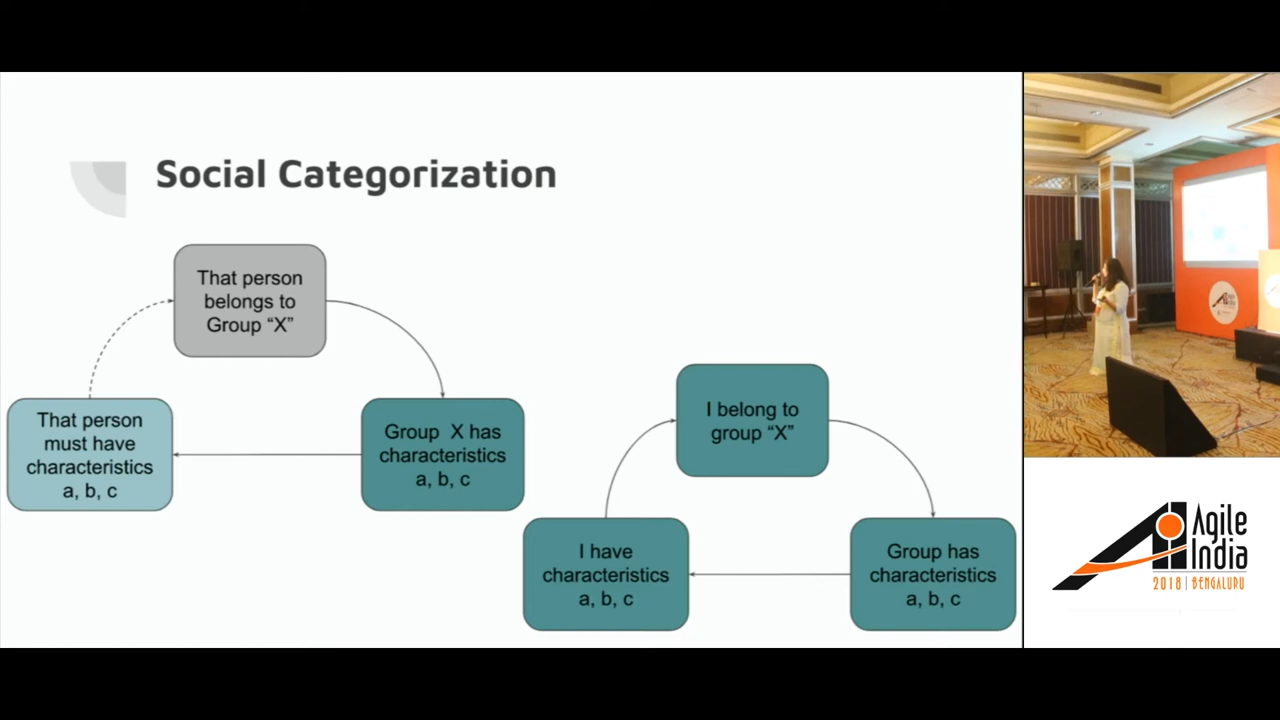 Social Categorization
That person
belongs to
Group “X”
That person
must have
characteristics
a, b, c
Group X has
characteristics
a, b, c
I belong to
group “X”
I have
characteristics
a, b, c
Group has
characteristics
a, b, c
Agile
India
2018 | BENGALURU